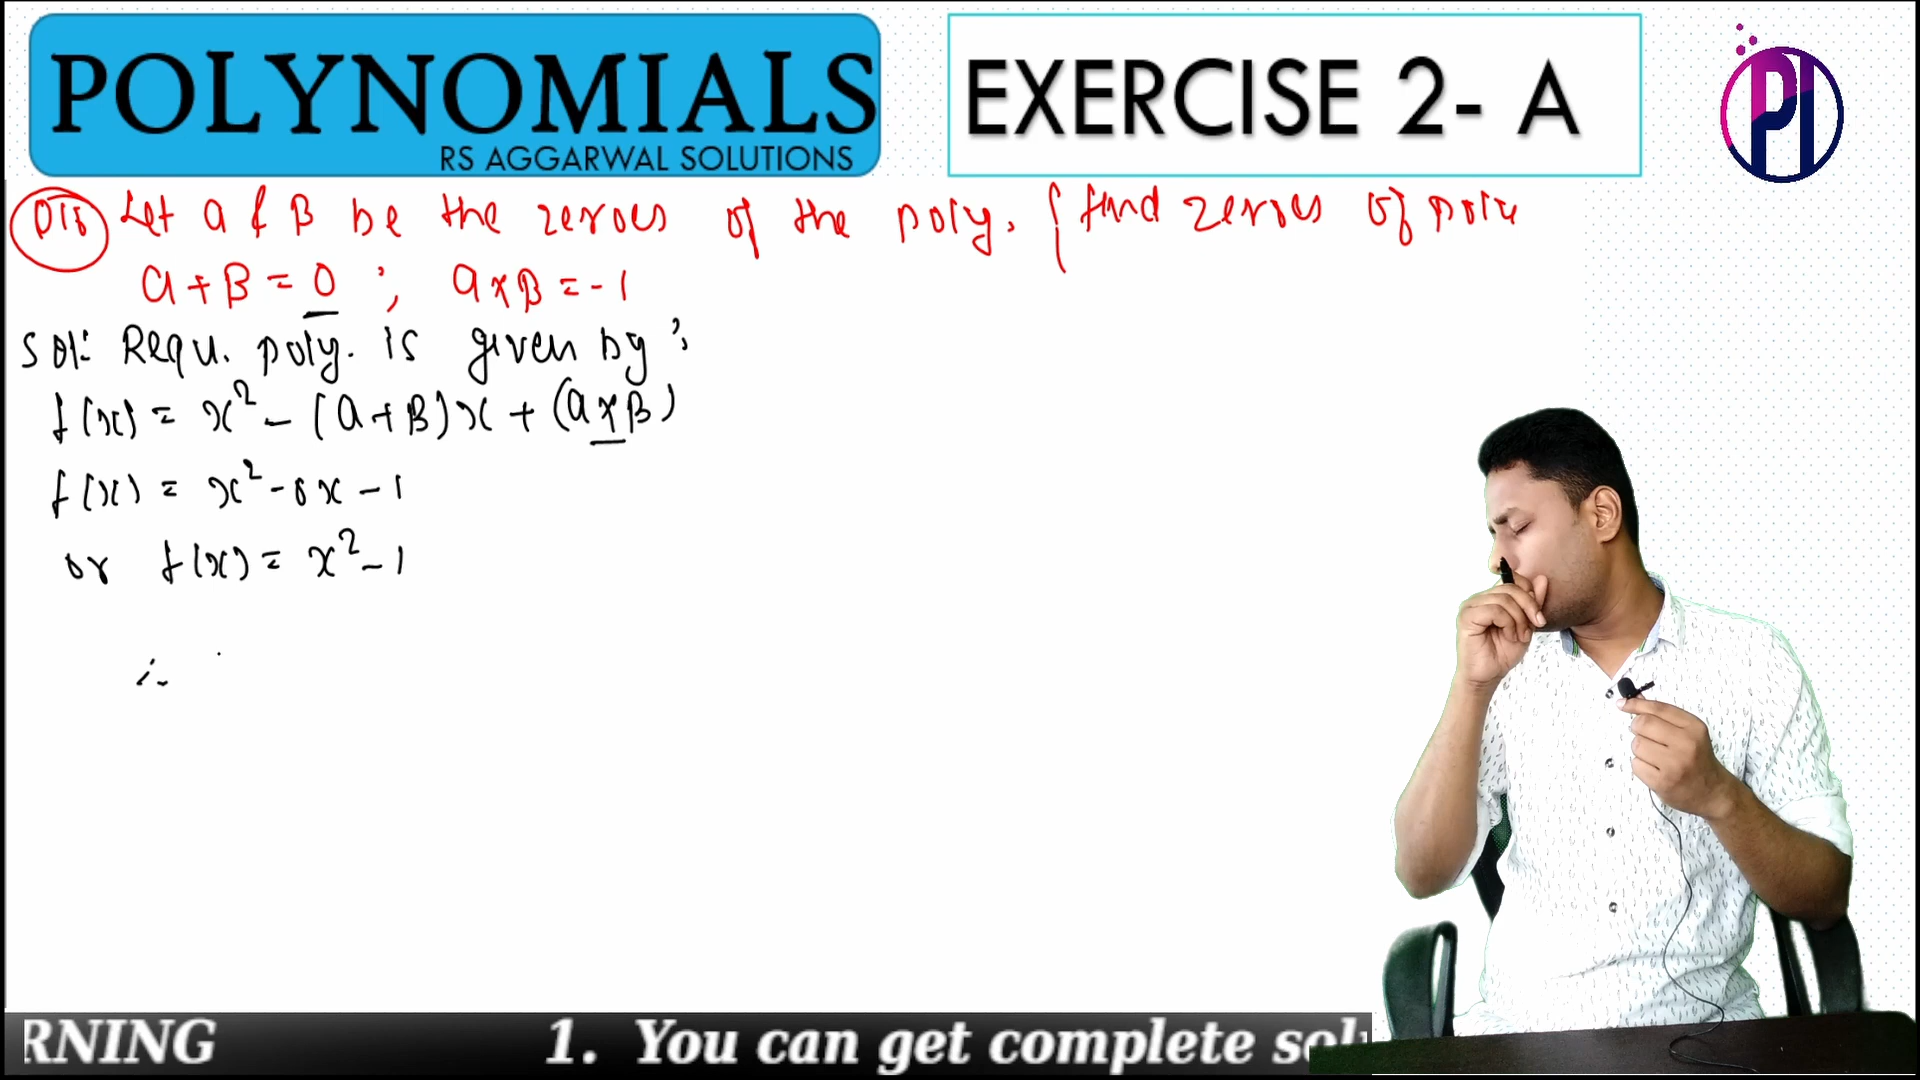 POLYNOMIALS
RS AGGARWAL SOLUTIONS
EXERCISE 2- A
PI
Let α & β be the zeroes of the poly. { find zeroes of poly
α + β = 0 ; α × β = -1
Sol: Requ. poly. is given by ;
f(x) = x² - (α + β)x + (α × β)
f(x) = x² - 0x - 1
or f(x) = x² - 1
RNING 1. You can get complete sol